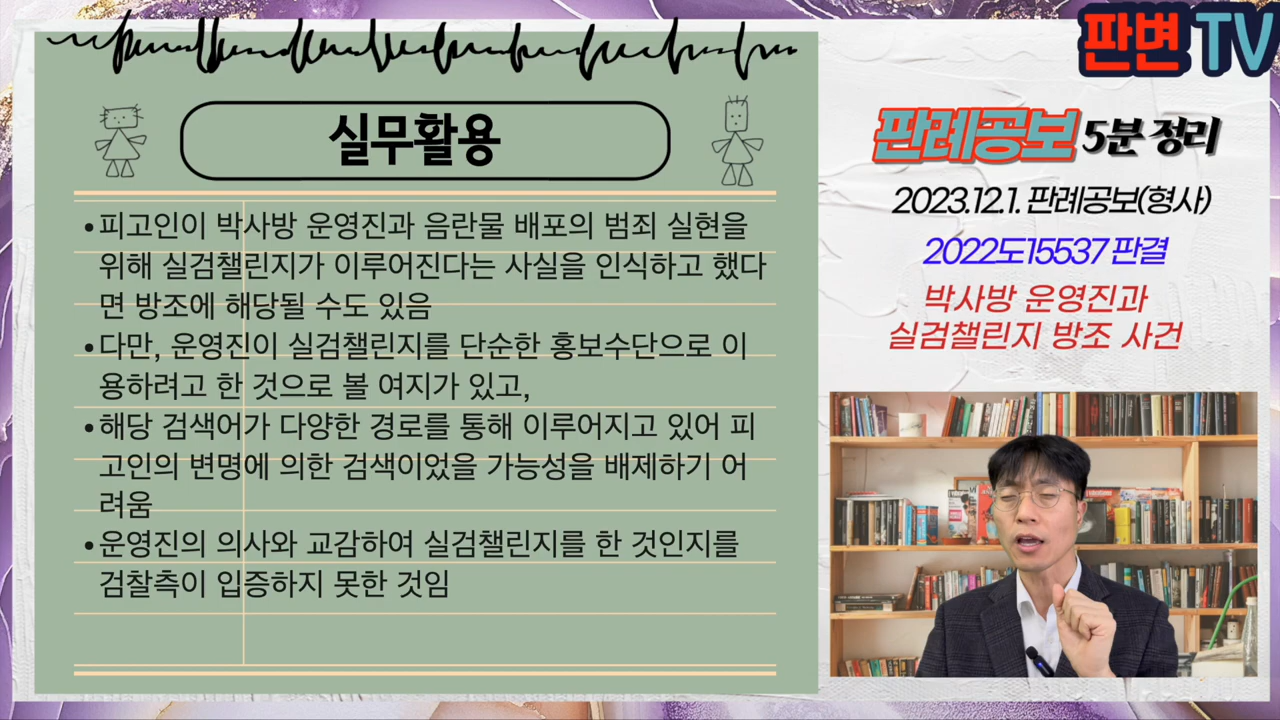 판변 TV
실무활용
•피고인이 박사방 운영진과 음란물 배포의 범죄 실현을
위해 실검챌린지가 이루어진다는 사실을 인식하고 했다
면 방조에 해당될 수도 있음
•다만, 운영진이 실검챌린지를 단순한 홍보수단으로 이
용하려고 한 것으로 볼 여지가 있고,
•해당 검색어가 다양한 경로를 통해 이루어지고 있어 피
고인의 변명에 의한 검색이었을 가능성을 배제하기 어
려움
•운영진의 의사와 교감하여 실검챌린지를 한 것인지를
검찰측이 입증하지 못한 것임
판례공보 5분 정리
2023.12.1. 판례공보(형사)
2022도15537 판결
박사방 운영진과
실검챌린지 방조 사건